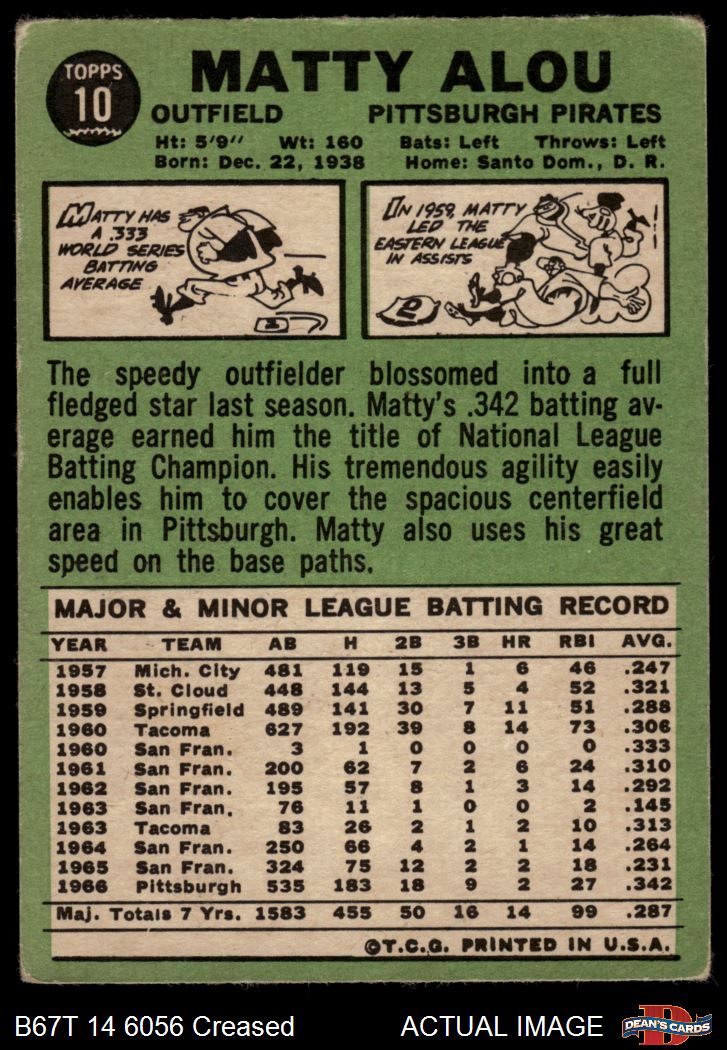 TOPPS
10
MATTY ALOU
OUTFIELD PITTSBURGH PIRATES
Ht: 5'9" Wt: 160 Bats: Left Throws: Left
Born: Dec. 22, 1938 Home: Santo Dom., D. R.
MATTY HAS
A .333
WORLD SERIES
BATTING
AVERAGE
IN 1959, MATTY
LED THE
EASTERN LEAGUE
IN ASSISTS
The speedy outfielder blossomed into a full
fledged star last season. Matty's .342 batting av-
erage earned him the title of National League
Batting Champion. His tremendous agility easily
enables him to cover the spacious centerfield
area in Pittsburgh. Matty also uses his great
speed on the base paths.
MAJOR & MINOR LEAGUE BATTING RECORD
YEAR TEAM AB H 2B 3B HR RBI AVG.
1957 Mich. City 481 119 15 1 6 46 .247
1958 St. Cloud 448 144 13 5 4 52 .321
1959 Springfield 489 141 30 7 11 51 .288
1960 Tacoma 627 192 39 8 14 73 .306
1960 San Fran. 3 1 0 0 0 0 .333
1961 San Fran. 200 62 7 2 6 24 .310
1962 San Fran. 195 57 8 1 3 14 .292
1963 San Fran. 76 11 1 0 0 2 .145
1963 Tacoma 83 26 2 1 2 10 .313
1964 San Fran. 250 66 4 2 1 14 .264
1965 San Fran. 324 75 12 2 2 18 .231
1966 Pittsburgh 535 183 18 9 2 27 .342
Maj. Totals 7 Yrs. 1583 455 50 16 14 99 .287
©T.C.G. PRINTED IN U.S.A.
B67T 14 6056 Creased ACTUAL IMAGE
D
DEAN'S CARDS